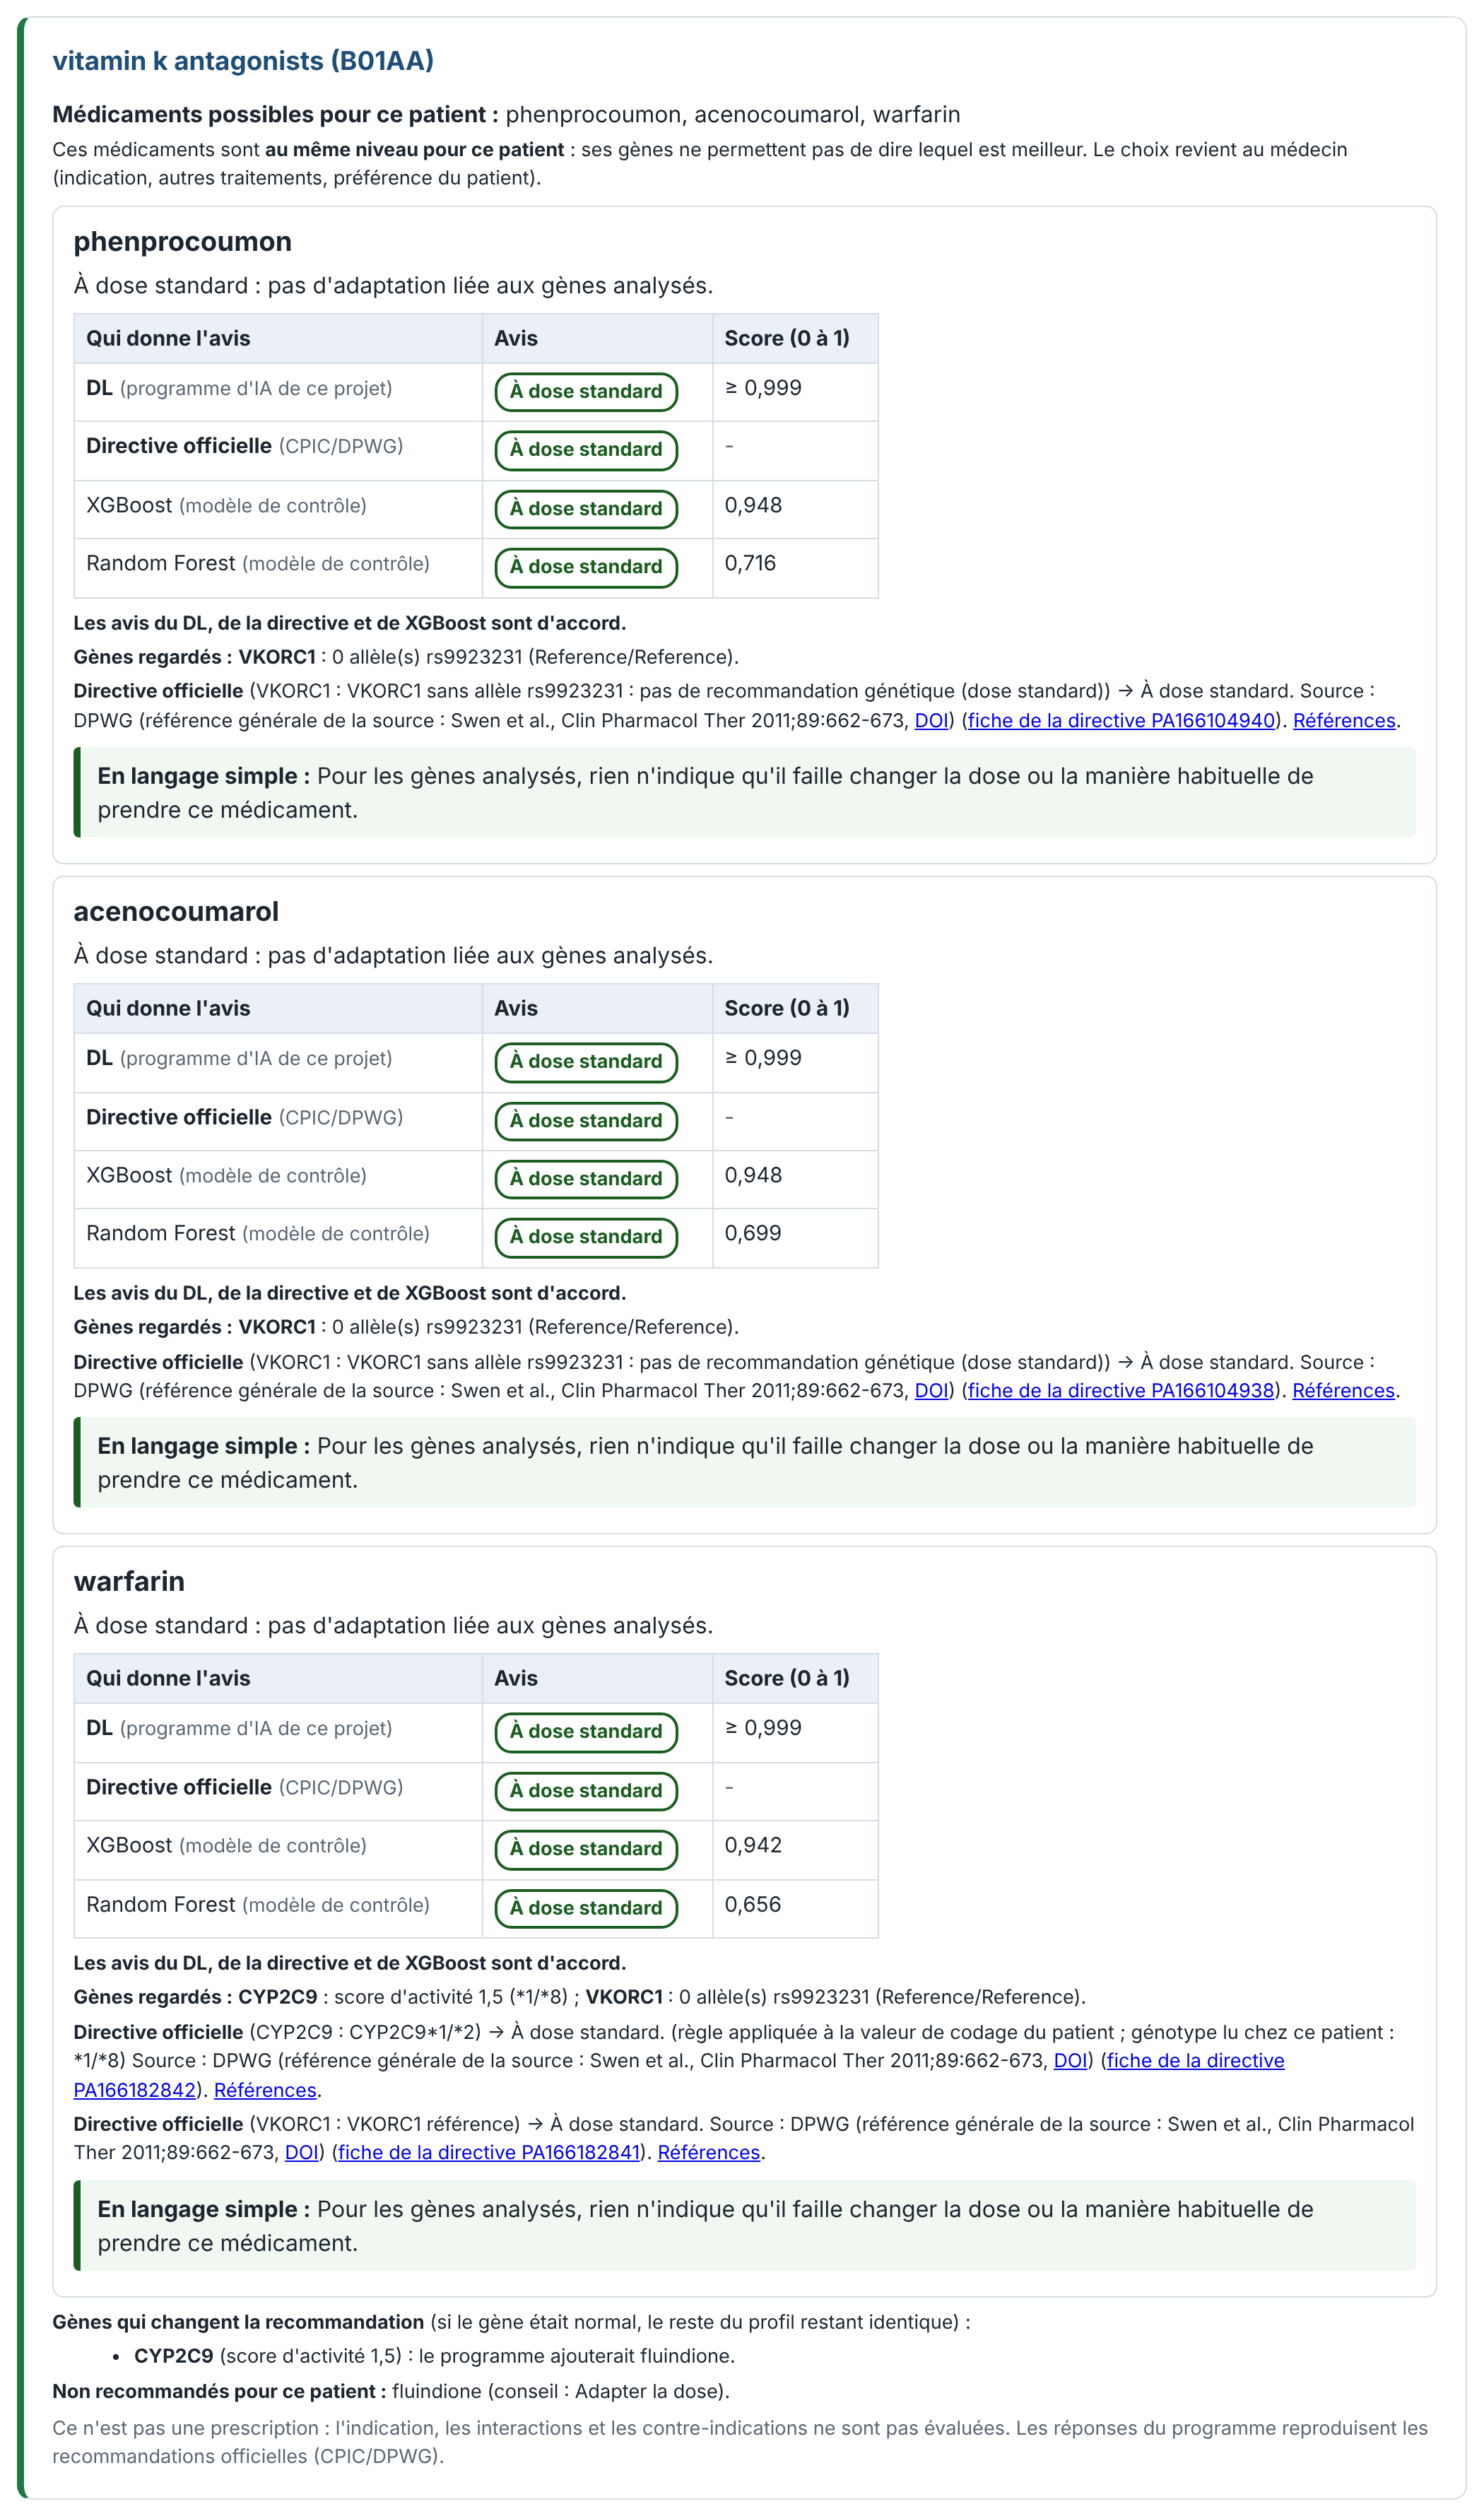 vitamin k antagonists (B01AA)
Médicaments possibles pour ce patient : phenprocoumon, acenocoumarol, warfarin
Ces médicaments sont au même niveau pour ce patient : ses gènes ne permettent pas de dire lequel est meilleur. Le choix revient au médecin
(indication, autres traitements, préférence du patient).
phenprocoumon
À dose standard : pas d'adaptation liée aux gènes analysés.
Qui donne l'avis Avis Score (0 à 1)
DL (programme d'IA de ce projet) À dose standard ≥ 0,999
Directive officielle (CPIC/DPWG) À dose standard -
XGBoost (modèle de contrôle) À dose standard 0,948
Random Forest (modèle de contrôle) À dose standard 0,716
Les avis du DL, de la directive et de XGBoost sont d'accord.
Gènes regardés : VKORC1 : 0 allèle(s) rs9923231 (Reference/Reference).
Directive officielle (VKORC1 : VKORC1 sans allèle rs9923231 : pas de recommandation génétique (dose standard)) → À dose standard. Source :
DPWG (référence générale de la source : Swen et al., Clin Pharmacol Ther 2011;89:662-673, DOI) (fiche de la directive PA166104940). Références.
En langage simple : Pour les gènes analysés, rien n'indique qu'il faille changer la dose ou la manière habituelle de
prendre ce médicament.
acenocoumarol
À dose standard : pas d'adaptation liée aux gènes analysés.
Qui donne l'avis Avis Score (0 à 1)
DL (programme d'IA de ce projet) À dose standard ≥ 0,999
Directive officielle (CPIC/DPWG) À dose standard -
XGBoost (modèle de contrôle) À dose standard 0,948
Random Forest (modèle de contrôle) À dose standard 0,699
Les avis du DL, de la directive et de XGBoost sont d'accord.
Gènes regardés : VKORC1 : 0 allèle(s) rs9923231 (Reference/Reference).
Directive officielle (VKORC1 : VKORC1 sans allèle rs9923231 : pas de recommandation génétique (dose standard)) → À dose standard. Source :
DPWG (référence générale de la source : Swen et al., Clin Pharmacol Ther 2011;89:662-673, DOI) (fiche de la directive PA166104938). Références.
En langage simple : Pour les gènes analysés, rien n'indique qu'il faille changer la dose ou la manière habituelle de
prendre ce médicament.
warfarin
À dose standard : pas d'adaptation liée aux gènes analysés.
Qui donne l'avis Avis Score (0 à 1)
DL (programme d'IA de ce projet) À dose standard ≥ 0,999
Directive officielle (CPIC/DPWG) À dose standard -
XGBoost (modèle de contrôle) À dose standard 0,942
Random Forest (modèle de contrôle) À dose standard 0,656
Les avis du DL, de la directive et de XGBoost sont d'accord.
Gènes regardés : CYP2C9 : score d'activité 1,5 (*1/*8) ; VKORC1 : 0 allèle(s) rs9923231 (Reference/Reference).
Directive officielle (CYP2C9 : CYP2C9*1/*2) → À dose standard. (règle appliquée à la valeur de codage du patient ; génotype lu chez ce patient :
*1/*8) Source : DPWG (référence générale de la source : Swen et al., Clin Pharmacol Ther 2011;89:662-673, DOI) (fiche de la directive
PA166182842). Références.
Directive officielle (VKORC1 : VKORC1 référence) → À dose standard. Source : DPWG (référence générale de la source : Swen et al., Clin Pharmacol
Ther 2011;89:662-673, DOI) (fiche de la directive PA166182841). Références.
En langage simple : Pour les gènes analysés, rien n'indique qu'il faille changer la dose ou la manière habituelle de
prendre ce médicament.
Gènes qui changent la recommandation (si le gène était normal, le reste du profil restant identique) :
• CYP2C9 (score d'activité 1,5) : le programme ajouterait fluindione.
Non recommandés pour ce patient : fluindione (conseil : Adapter la dose).
Ce n'est pas une prescription : l'indication, les interactions et les contre-indications ne sont pas évaluées. Les réponses du programme reproduisent les
recommandations officielles (CPIC/DPWG).